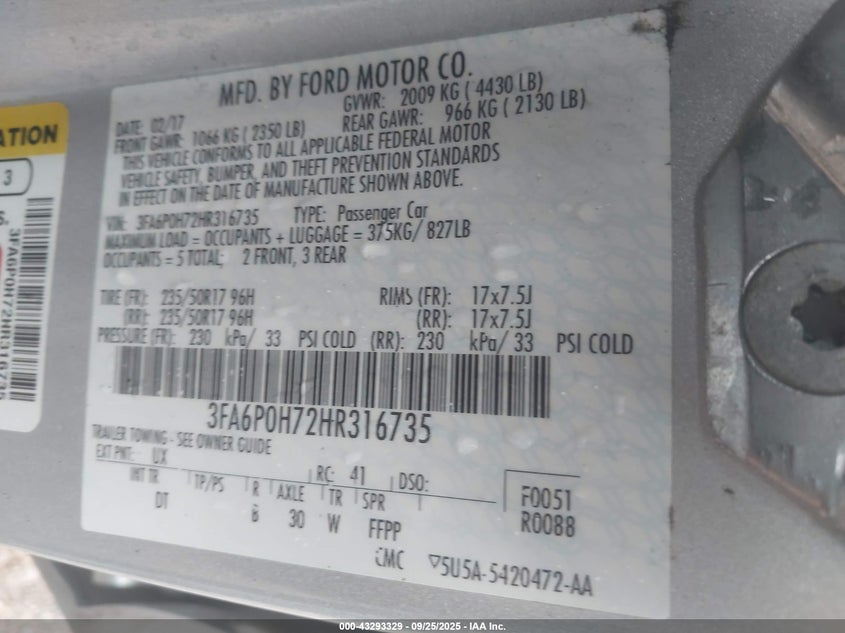 MFD. BY FORD MOTOR CO.
DATE: 02/17
GVWR: 2009 KG ( 4430 LB)
FRONT GAWR: 1066 KG ( 2350 LB)
REAR GAWR: 966 KG ( 2130 LB)
THIS VEHICLE CONFORMS TO ALL APPLICABLE FEDERAL MOTOR
VEHICLE SAFETY, BUMPER, AND THEFT PREVENTION STANDARDS
IN EFFECT ON THE DATE OF MANUFACTURE SHOWN ABOVE.
VIN: 3FA6P0H72HR316735 TYPE: Passenger Car
MAXIMUM LOAD = OCCUPANTS + LUGGAGE = 375KG/ 827LB
OCCUPANTS = 5 TOTAL; 2 FRONT, 3 REAR
TIRE (FR): 235/50R17 96H RIMS (FR): 17x7.5J
(RR): 235/50R17 96H (RR): 17x7.5J
PRESSURE (FR): 230 kPa/ 33 PSI COLD (RR): 230 kPa/ 33 PSI COLD
3FA6P0H72HR316735
TRAILER TOWING - SEE OWNER GUIDE
EXT PNT: UX RC: 41 DSO:
INT TR TP/PS R AXLE TR SPR
DT B 30 W FFPP
F0051
R0088
▽5U5A-5420472-AA
ATION
3
S.
3FA6P0H72HR316735
000-43293329 - 09/25/2025 - IAA Inc.